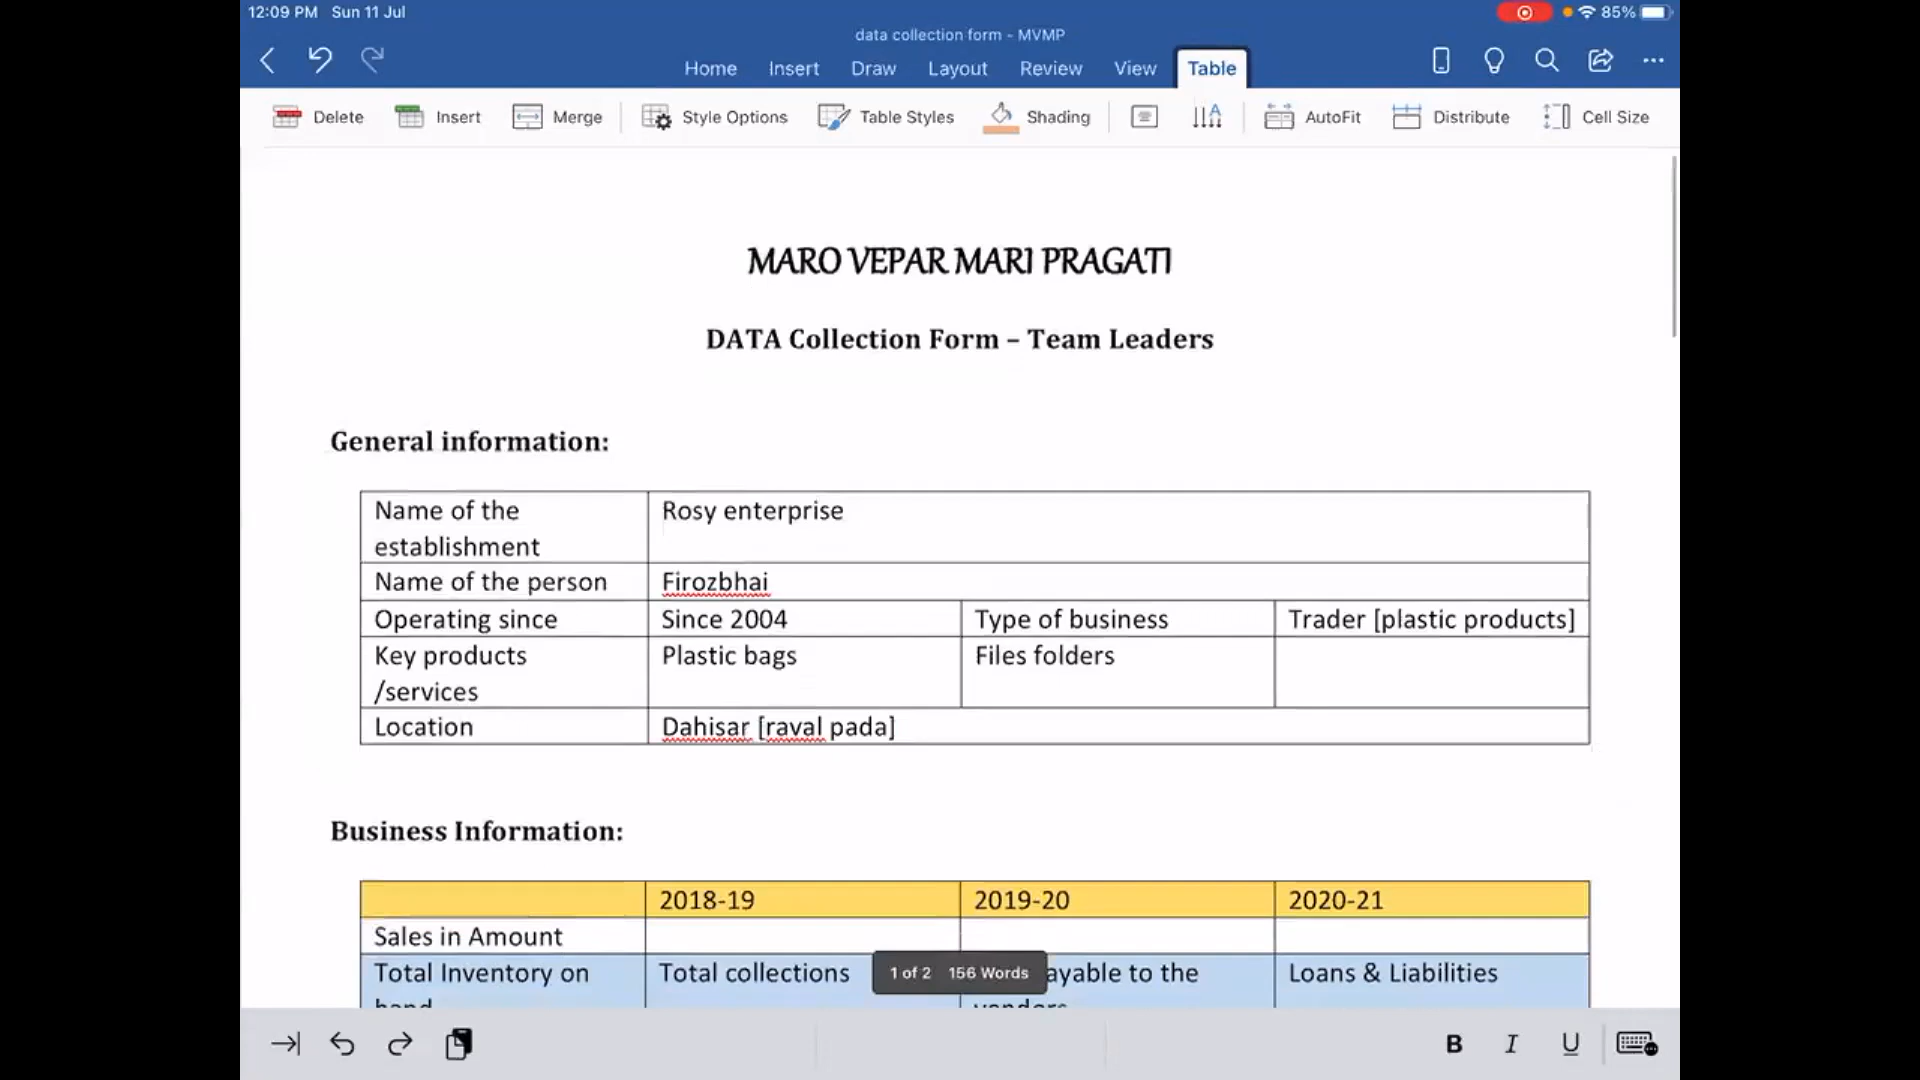 12:09 PM Sun 11 Jul
85%
data collection form - MVMP
Home Insert Draw Layout Review View Table
Delete Insert Merge Style Options Table Styles Shading AutoFit Distribute Cell Size
MARO VEPAR MARI PRAGATI
DATA Collection Form – Team Leaders
General information:
Name of the establishment
Rosy enterprise
Name of the person
Firozbhai
Operating since
Since 2004
Type of business
Trader [plastic products]
Key products /services
Plastic bags
Files folders
Location
Dahisar [raval pada]
Business Information:
2018-19
2019-20
2020-21
Sales in Amount
Total Inventory on
Total collections
ayable to the
Loans & Liabilities
1 of 2 156 Words
B I U